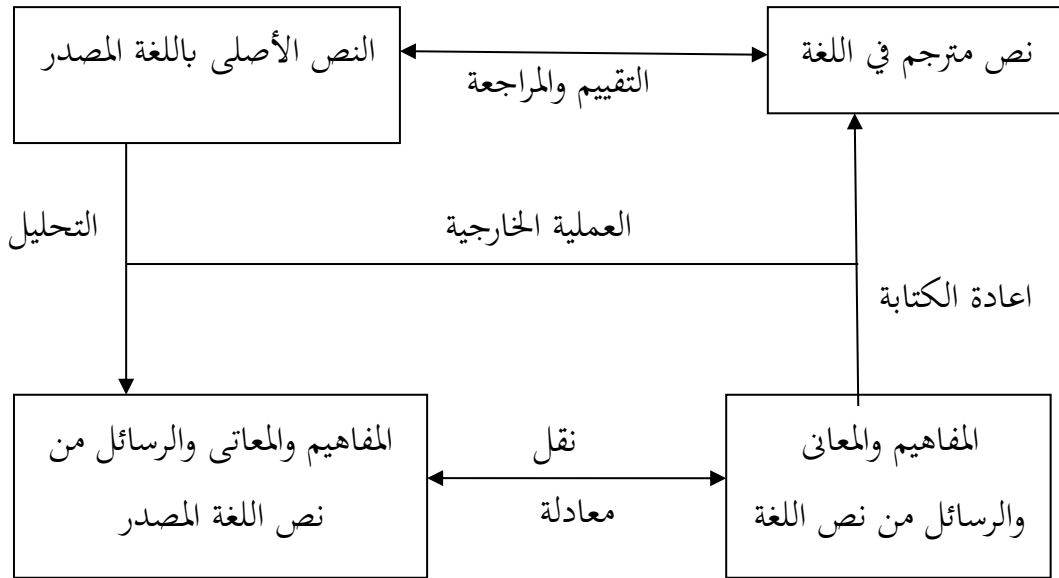 النص الأصلى باللغة المصدر
نص مترجم في اللغة
التقييم والمراجعة
التحليل
العملية الخارجية
اعادة الكتابة
المفاهيم والمعاتى والرسائل من
نص اللغة المصدر
نقل
معادلة
المفاهيم والمعانى
والرسائل من نص اللغة